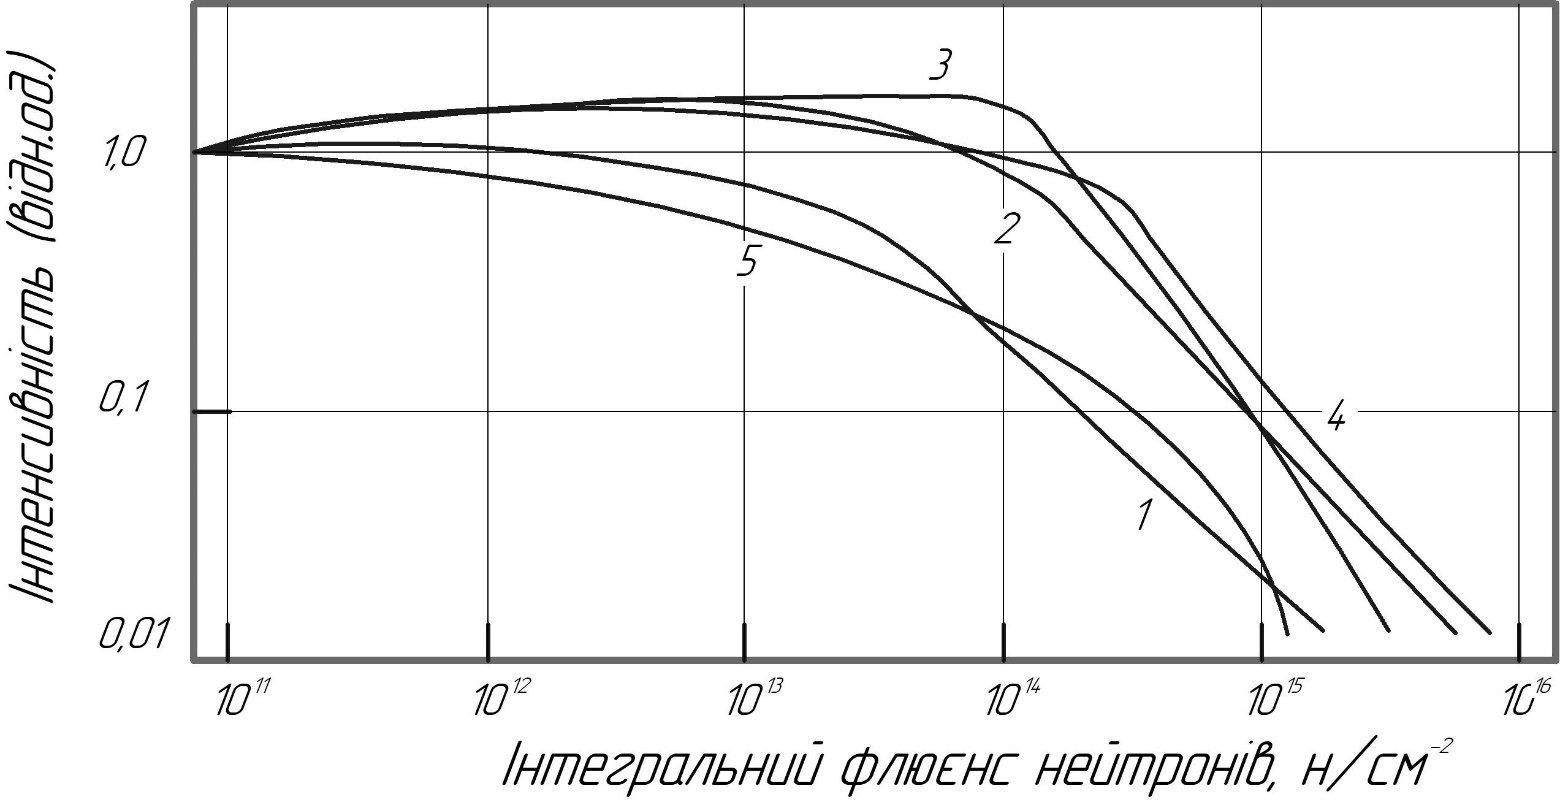 Інтенсивність (відн.од.)
3
1,0
2
5
0,1
4
1
0,01
10¹¹ 10¹² 10¹³ 10¹⁴ 10¹⁵ 10¹⁶
Інтегральний флюєнс нейтронів, н/см⁻²